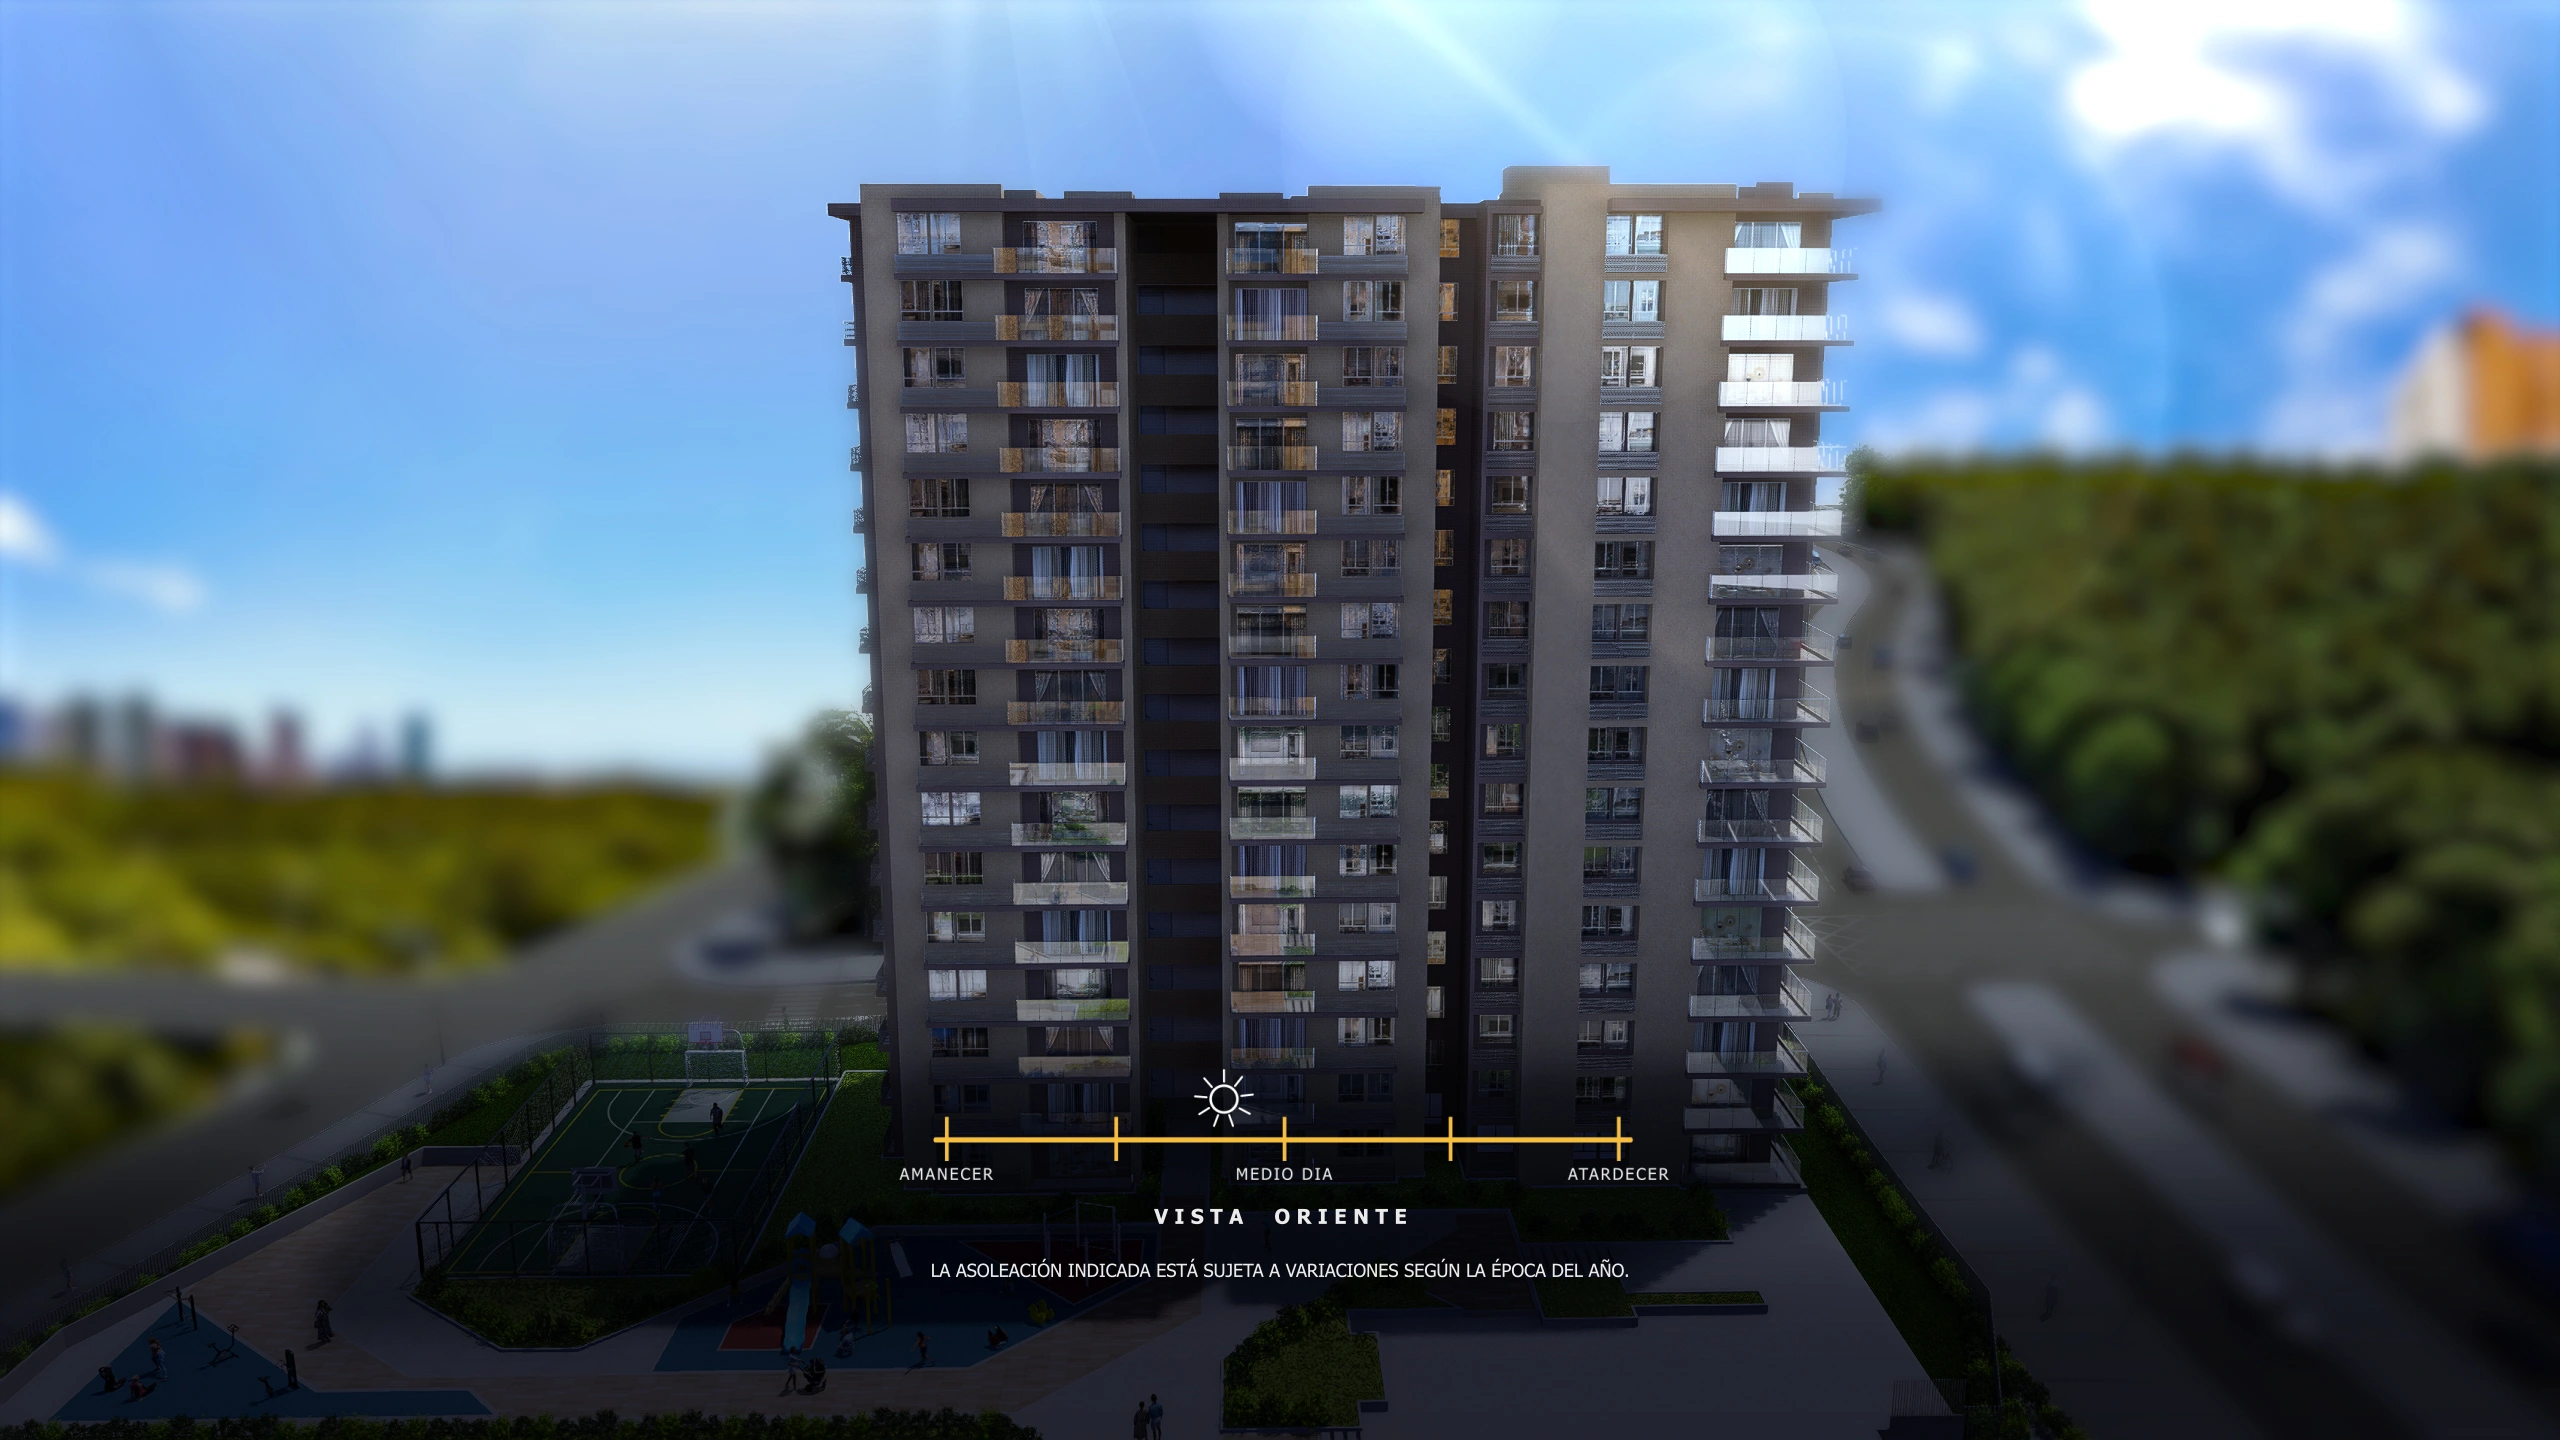 AMANECER MEDIO DIA ATARDECER
VISTA ORIENTE
LA ASOLEACIÓN INDICADA ESTÁ SUJETA A VARIACIONES SEGÚN LA ÉPOCA DEL AÑO.